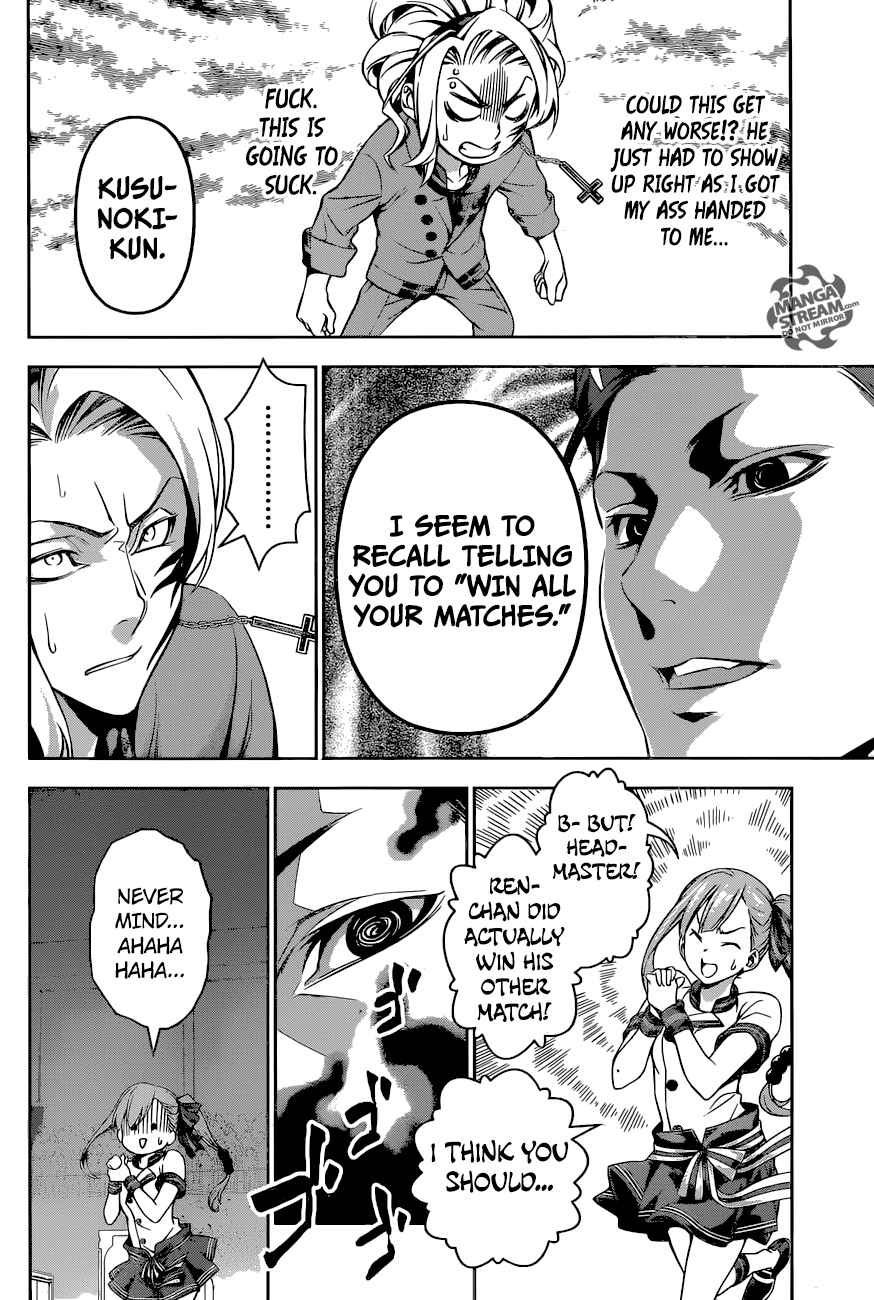 COULD THIS GET
ANY WORSE!? HE
JUST HAD TO SHOW
UP RIGHT AS I GOT
MY ASS HANDED
TO ME...
FUCK.
THIS IS
GOING TO
SUCK.
KUSU-
NOKI-
KUN.
MANGA
STREAM.com
DO NOT MIRROR
I SEEM TO
RECALL TELLING
YOU TO "WIN ALL
YOUR MATCHES."
.........
B- BUT!
HEAD-
MASTER!
REN-
CHAN DID
ACTUALLY
WIN HIS
OTHER
MATCH!
I THINK YOU
SHOULD...
ゴゴ
ゴゴゴ
NEVER
MIND...
AHAHA
HAHA...